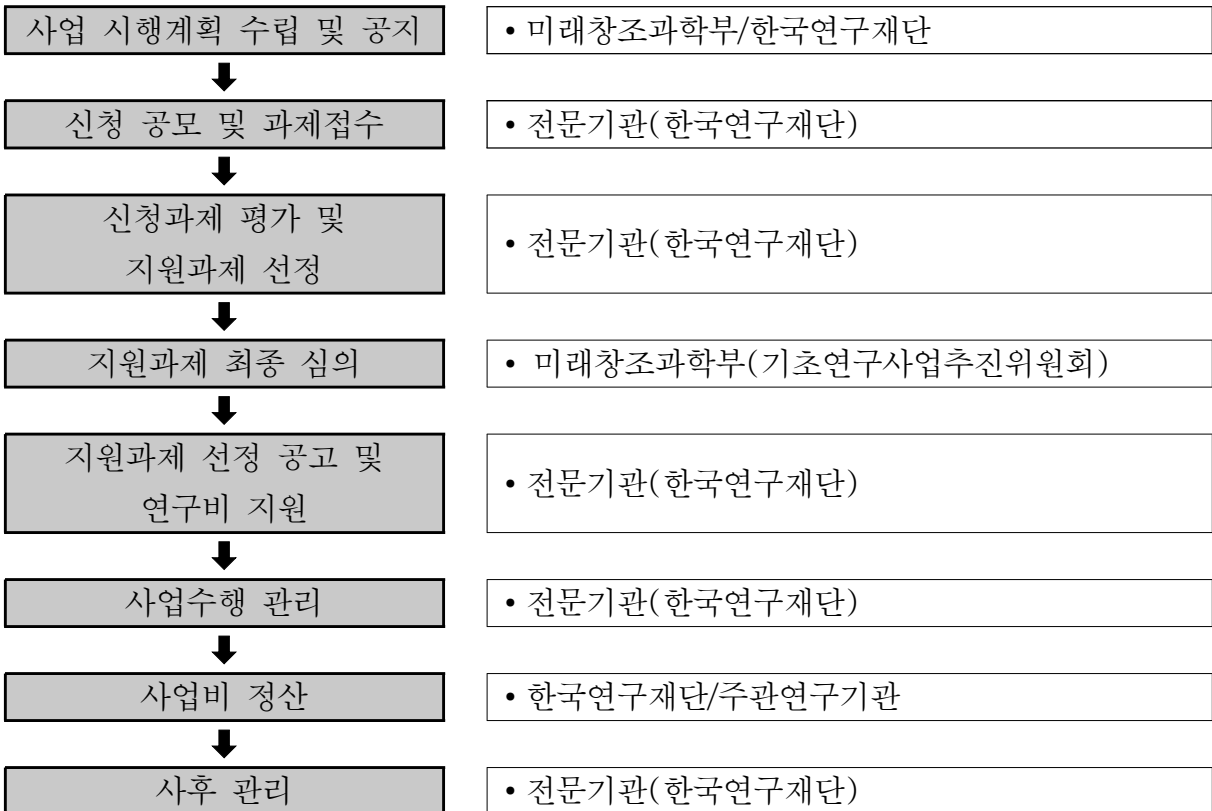 사업 시행계획 수립 및 공지
• 미래창조과학부/한국연구재단
신청 공모 및 과제접수
• 전문기관(한국연구재단)
신청과제 평가 및
지원과제 선정
• 전문기관(한국연구재단)
지원과제 최종 심의
• 미래창조과학부(기초연구사업추진위원회)
지원과제 선정 공고 및
연구비 지원
• 전문기관(한국연구재단)
사업수행 관리
• 전문기관(한국연구재단)
사업비 정산
• 한국연구재단/주관연구기관
사후 관리
• 전문기관(한국연구재단)